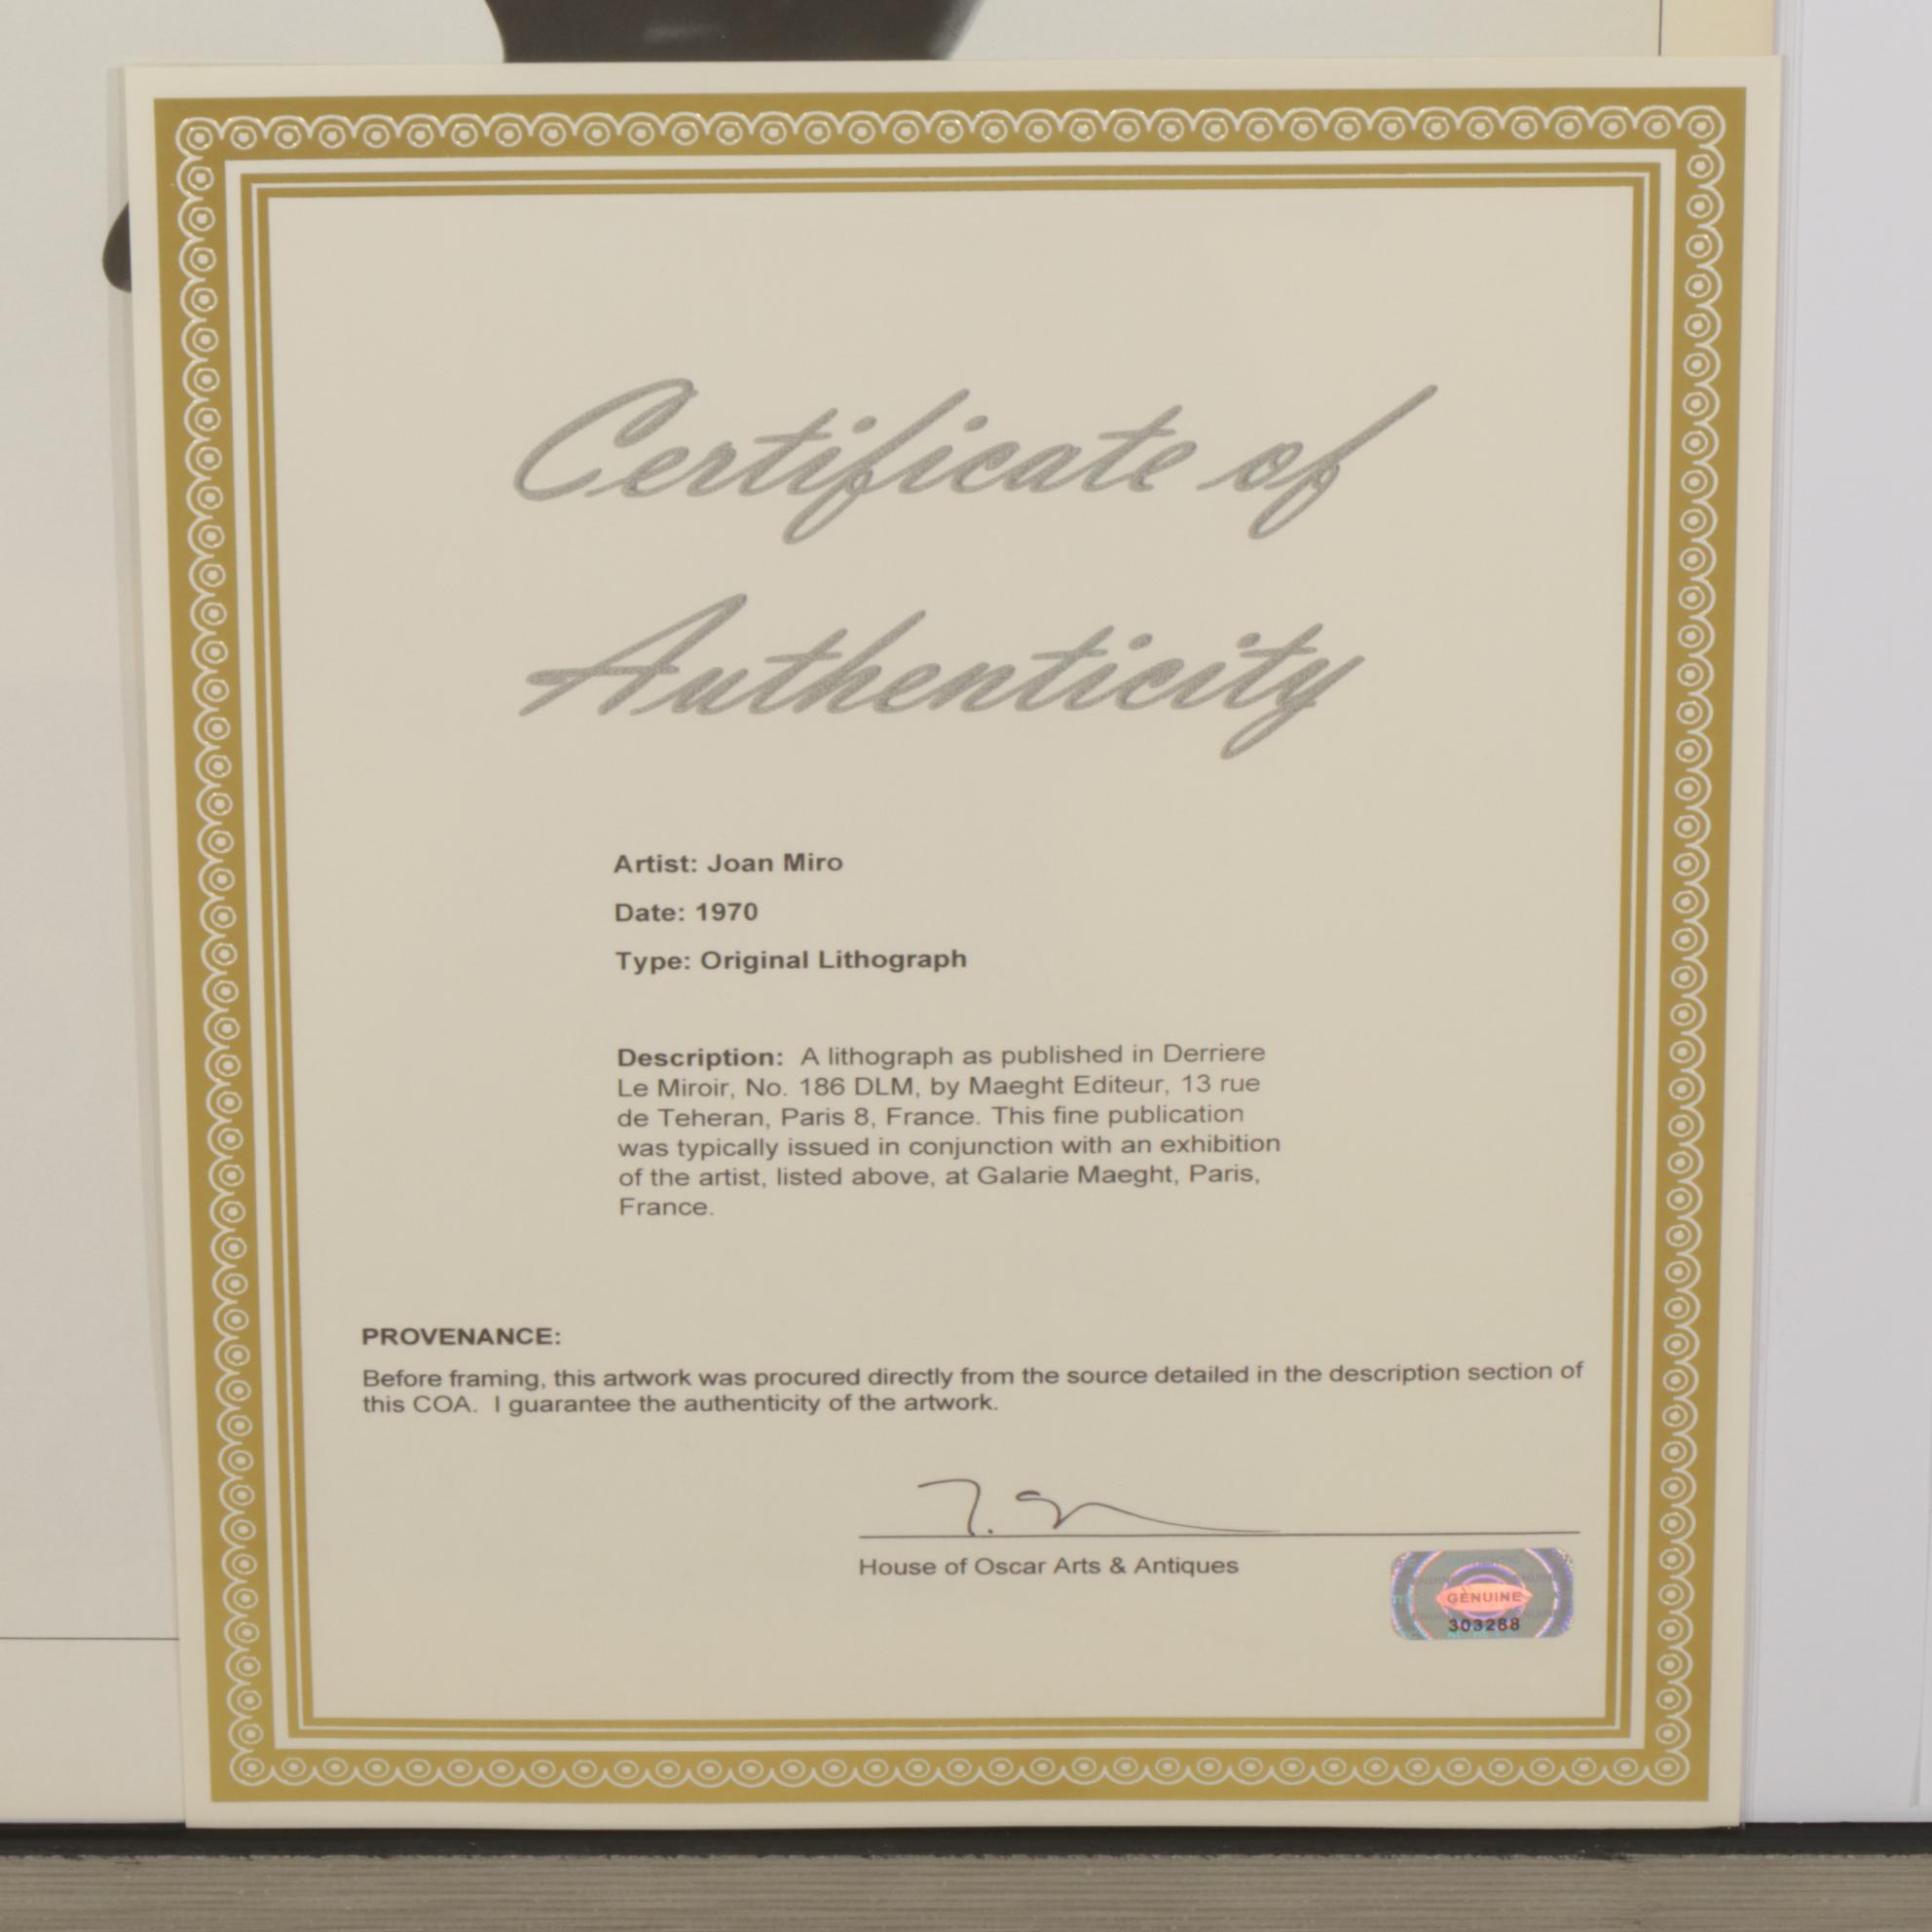 Certificate of
Authenticity
Artist: Joan Miro
Date: 1970
Type: Original Lithograph
Description: A lithograph as published in Derriere
Le Miroir, No. 186 DLM, by Maeght Editeur, 13 rue
de Teheran, Paris 8, France. This fine publication
was typically issued in conjunction with an exhibition
of the artist, listed above, at Galarie Maeght, Paris,
France.
PROVENANCE:
Before framing, this artwork was procured directly from the source detailed in the description section of
this COA. I guarantee the authenticity of the artwork.
House of Oscar Arts & Antiques
GENUINE
303288